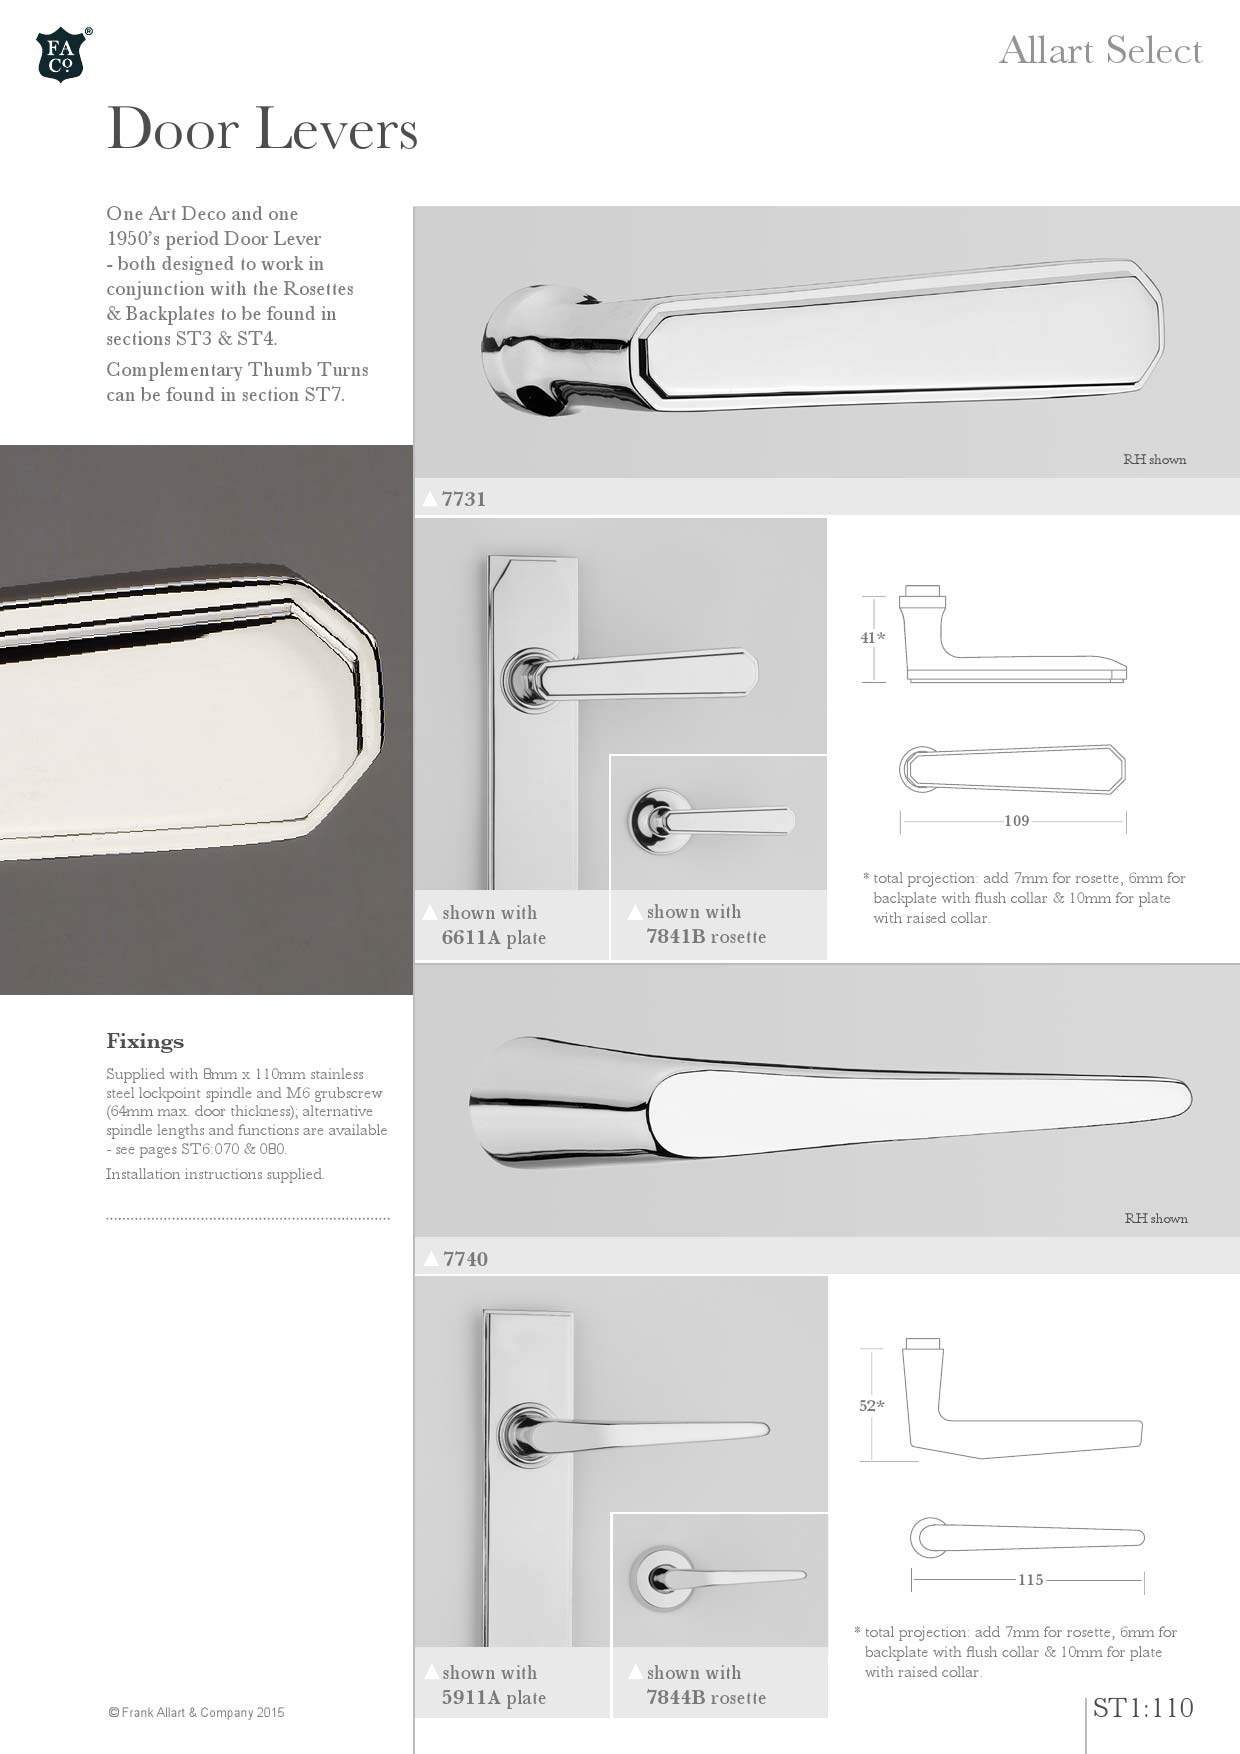 FA
Co.
®
Allart Select
Door Levers
One Art Deco and one
1950's period Door Lever
- both designed to work in
conjunction with the Rosettes
& Backplates to be found in
sections ST3 & ST4.
Complementary Thumb Turns
can be found in section ST7.
RH shown
7731
41*
109
* total projection: add 7mm for rosette, 6mm for
backplate with flush collar & 10mm for plate
with raised collar.
shown with
6611A plate
shown with
7841B rosette
Fixings
Supplied with 8mm x 110mm stainless
steel lockpoint spindle and M6 grubscrew
(64mm max. door thickness); alternative
spindle lengths and functions are available
- see pages ST6:070 & 080.
Installation instructions supplied.
RH shown
7740
52*
115
* total projection: add 7mm for rosette, 6mm for
backplate with flush collar & 10mm for plate
with raised collar.
shown with
5911A plate
shown with
7844B rosette
© Frank Allart & Company 2015
ST1:110